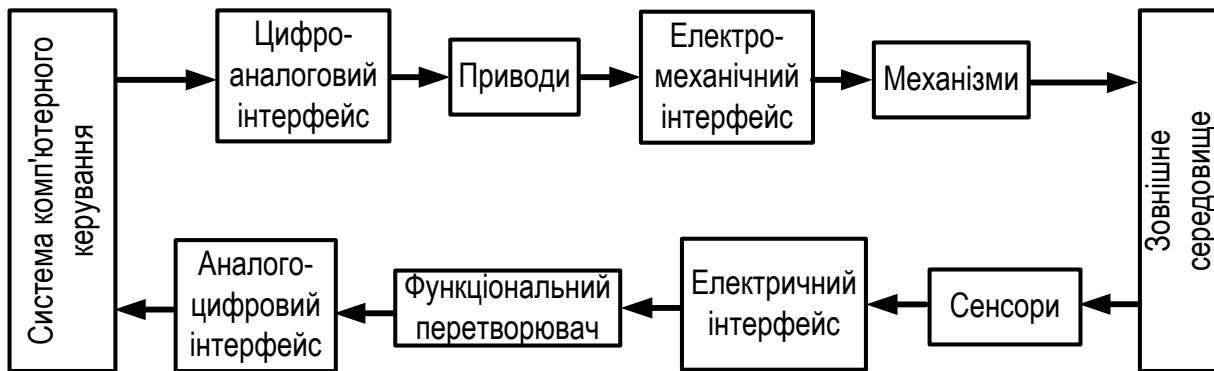 Система комп'ютерного
керування
Цифро-
аналоговий
інтерфейс
Приводи
Електро-
механічний
інтерфейс
Механізми
Зовнішнє
середовище
Аналого-
цифровий
інтерфейс
Функціональний
перетворювач
Електричний
інтерфейс
Сенсори